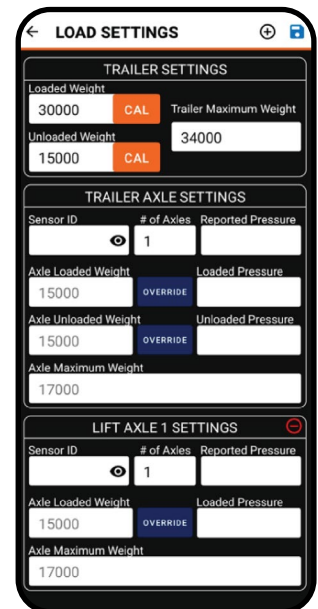 LOAD SETTINGS
TRAILER SETTINGS
Loaded Weight
30000 CAL Trailer Maximum Weight
34000
Unloaded Weight
15000 CAL
TRAILER AXLE SETTINGS
Sensor ID # of Axles Reported Pressure
1
Axle Loaded Weight Loaded Pressure
15000 OVERRIDE
Axle Unloaded Weight Unloaded Pressure
15000 OVERRIDE
Axle Maximum Weight
17000
LIFT AXLE 1 SETTINGS
Sensor ID # of Axles Reported Pressure
1
Axle Loaded Weight Loaded Pressure
15000 OVERRIDE
Axle Maximum Weight
17000